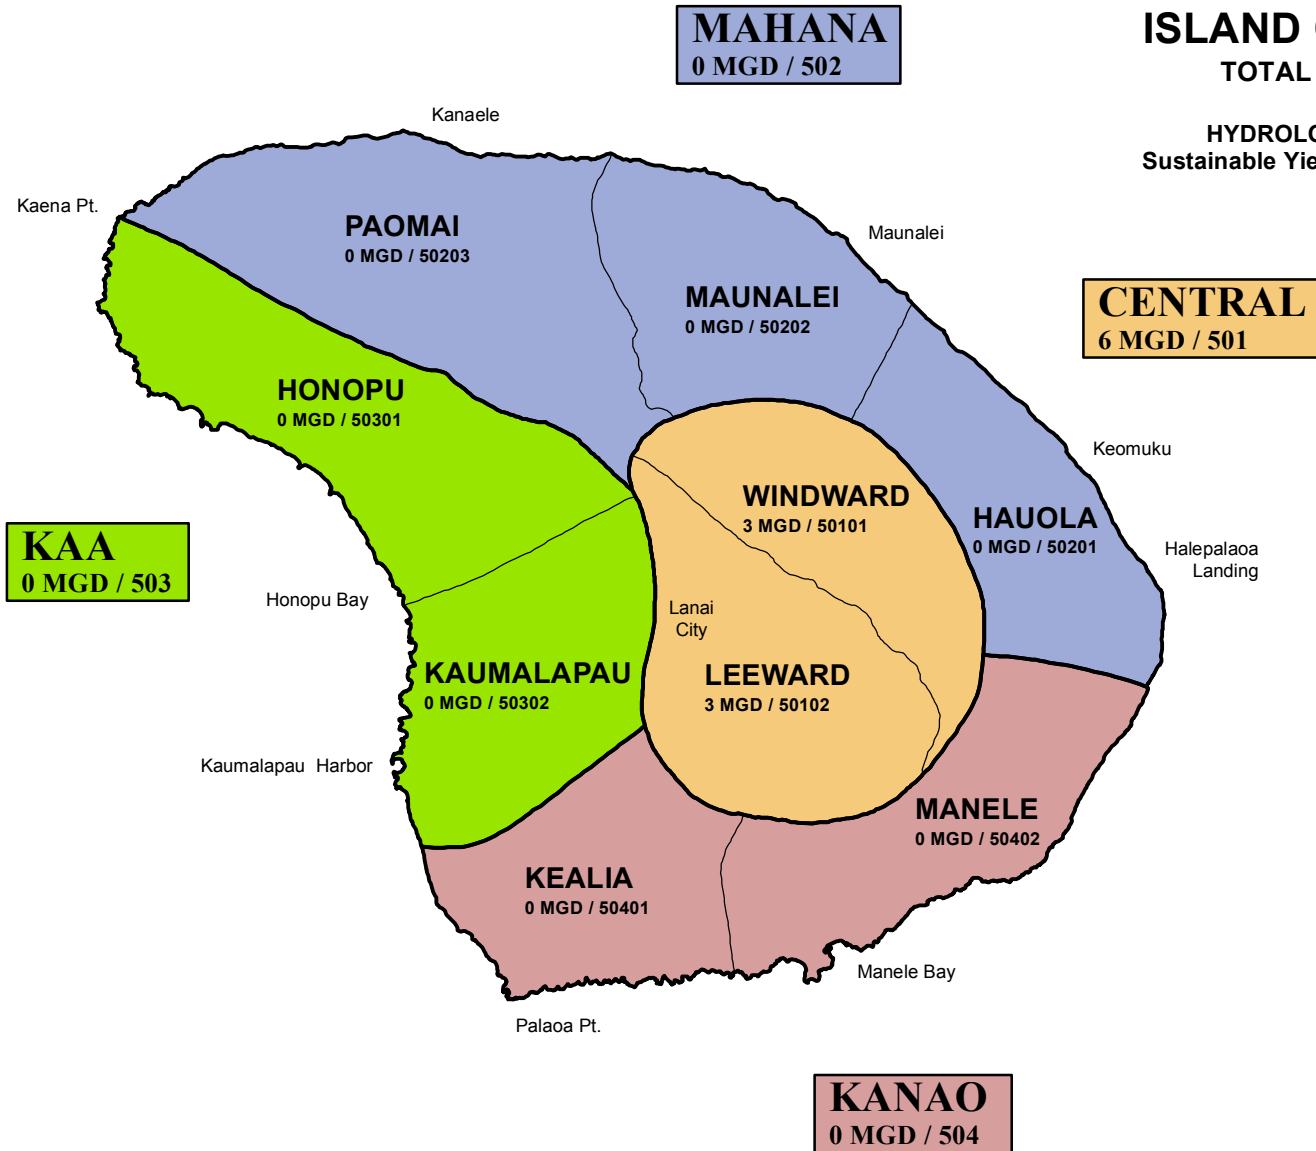 MAHANA
0 MGD / 502
ISLAND
TOTAL
Sustainable
Kanaele
Kaena Pt.
PAOMAI
0 MGD / 50203
Maunalei
MAUNALEI
0 MGD / 50202
CENTRAL
6 MGD / 501
HONOPU
0 MGD / 50301
Keomuku
WINDWARD
3 MGD / 50101
HAUOLA
0 MGD / 50201
KAA
0 MGD / 503
Halepalaoa
Landing
Honopu Bay
Lanai
City
KAUMALAPAU
0 MGD / 50302
LEEWARD
3 MGD / 50102
Kaumalapau Harbor
MANELE
0 MGD / 50402
KEALIA
0 MGD / 50401
Manele Bay
Palaoa Pt.
KANAO
0 MGD / 504